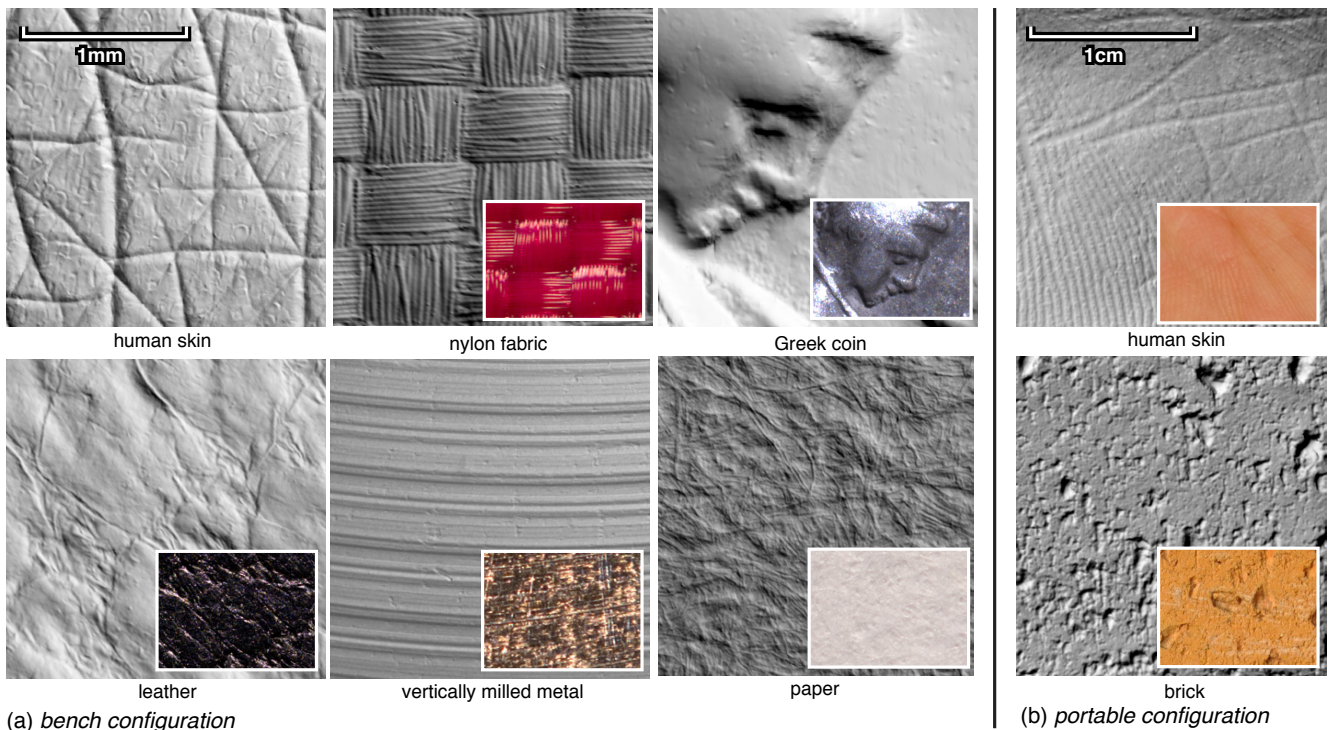 1mm
1cm
human skin
nylon fabric
Greek coin
human skin
leather
vertically milled metal
paper
brick
(a) bench configuration
(b) portable configuration